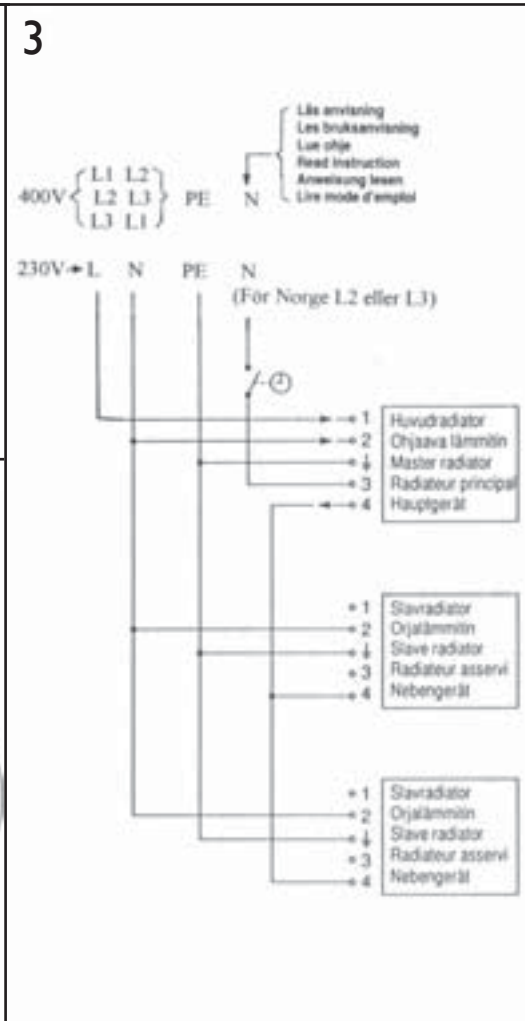 3
Läs anvisning
Les bruksanvisning
Lue ohje
Read Instruction
Anweisung lesen
Lire mode d'emploi
400V { L1 L2 } PE N
L2 L3
L3 L1
230V L N PE N
(För Norge L2 eller L3)
1 Huvudradiator
2 Ohjaava lämmitin
Master radiator
3 Radiateur principal
4 Hauptgerät
1 Slavradiator
2 Orjalämmitin
Slave radiator
3 Radiateur asservi
4 Nebengerät
1 Slavradiator
2 Orjalämmitin
Slave radiator
3 Radiateur asservi
4 Nebengerät